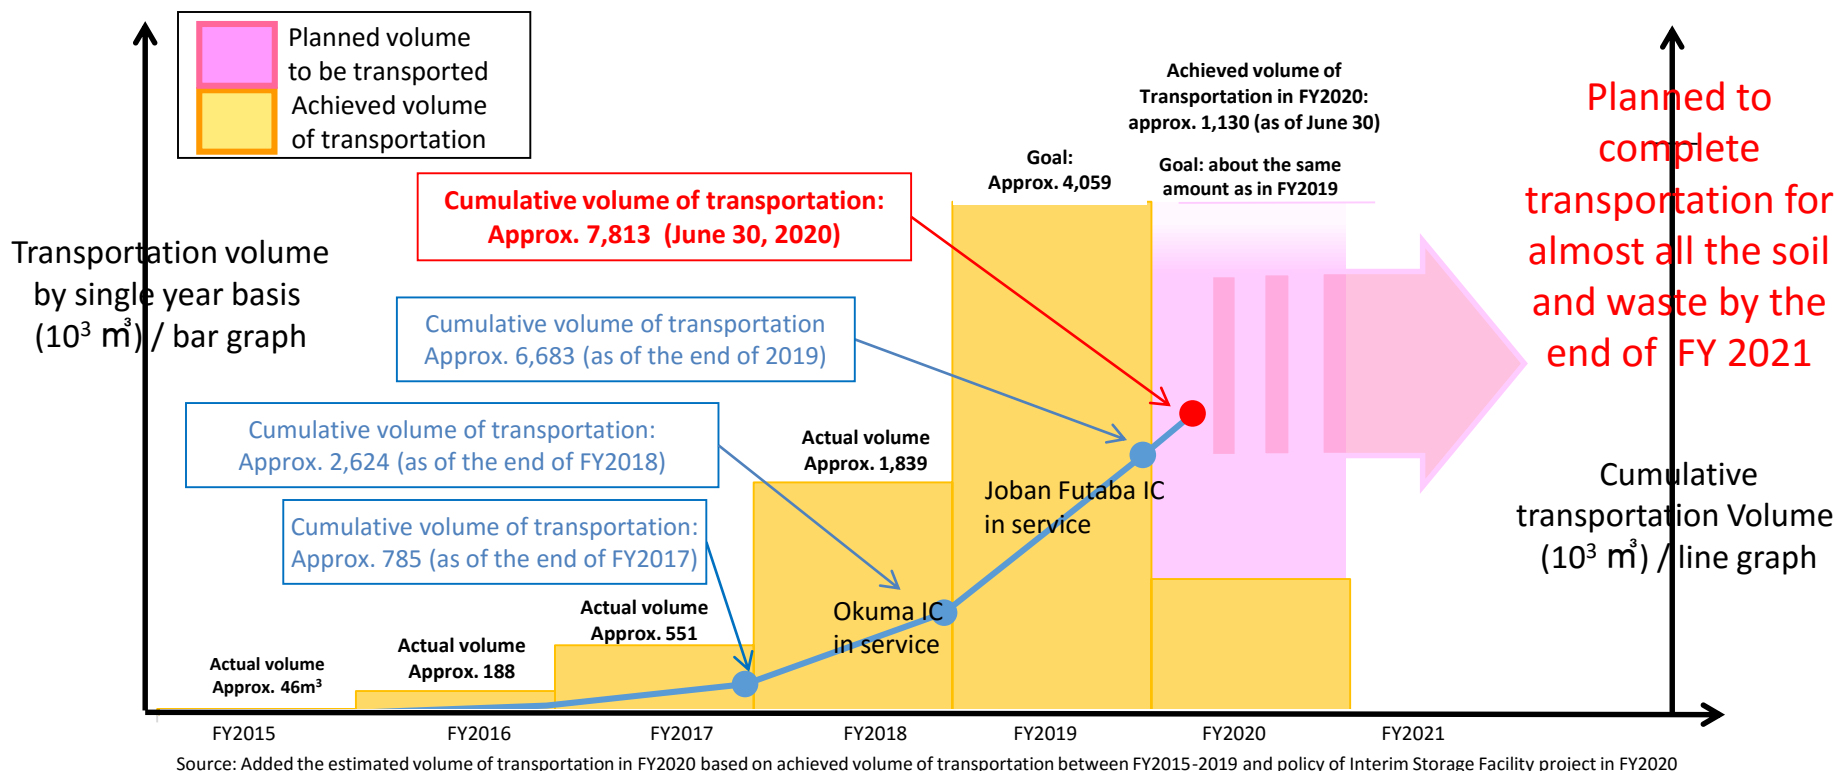 Planned volume
to be transported
Achieved volume
of transportation
Transportation volume
by single year basis
(10³ ㎥) / bar graph
Cumulative volume of transportation:
Approx. 7,813 (June 30, 2020)
Cumulative volume of transportation
Approx. 6,683 (as of the end of 2019)
Cumulative volume of transportation:
Approx. 2,624 (as of the end of FY2018)
Cumulative volume of transportation:
Approx. 785 (as of the end of FY2017)
Actual volume
Approx. 46m³
Actual volume
Approx. 188
Actual volume
Approx. 551
Actual volume
Approx. 1,839
Goal:
Approx. 4,059
Achieved volume of
Transportation in FY2020:
approx. 1,130 (as of June 30)
Goal: about the same
amount as in FY2019
Okuma IC
in service
Joban Futaba IC
in service
Planned to
complete
transportation for
almost all the soil
and waste by the
end of FY 2021
Cumulative
transportation Volume
(10³ ㎥) / line graph
FY2015
FY2016
FY2017
FY2018
FY2019
FY2020
FY2021
Source: Added the estimated volume of transportation in FY2020 based on achieved volume of transportation between FY2015-2019 and policy of Interim Storage Facility project in FY2020